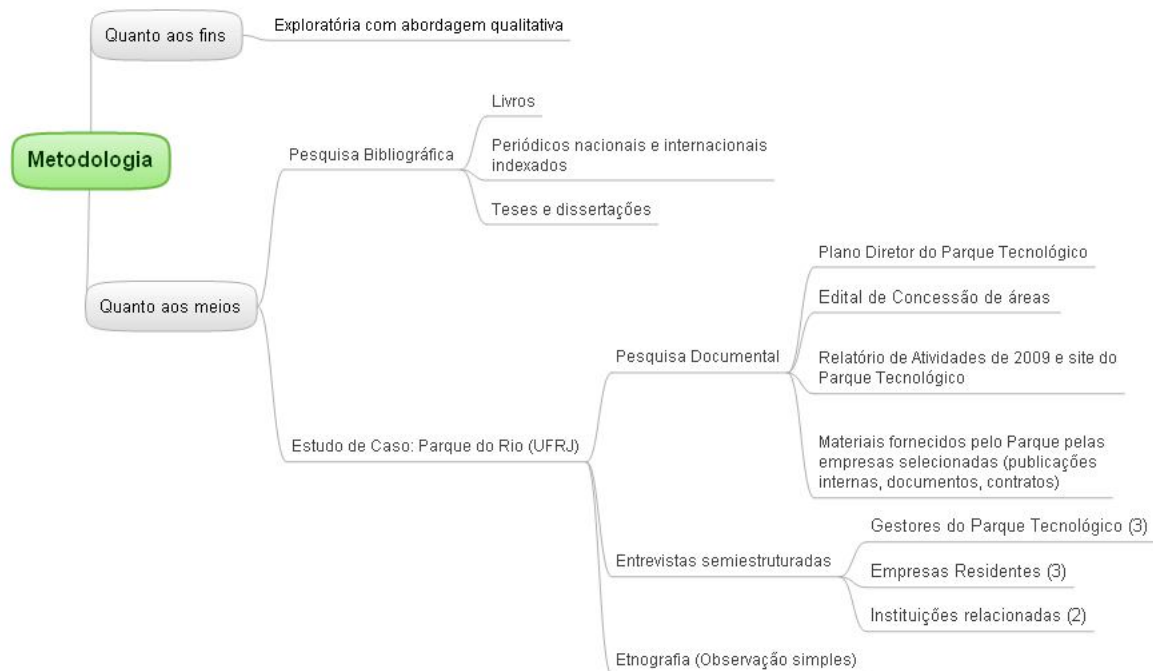 Quanto aos fins
Exploratória com abordagem qualitativa
Metodologia
Quanto aos meios
Pesquisa Bibliográfica
Livros
Periódicos nacionais e internacionais
indexados
Teses e dissertações
Estudo de Caso: Parque do Rio (UFRJ)
Pesquisa Documental
Plano Diretor do Parque Tecnológico
Edital de Concessão de áreas
Relatório de Atividades de 2009 e site do
Parque Tecnológico
Materiais fornecidos pelo Parque pelas
empresas selecionadas (publicações
internas, documentos, contratos)
Entrevistas semiestruturadas
Gestores do Parque Tecnológico (3)
Empresas Residentes (3)
Instituições relacionadas (2)
Etnografia (Observação simples)